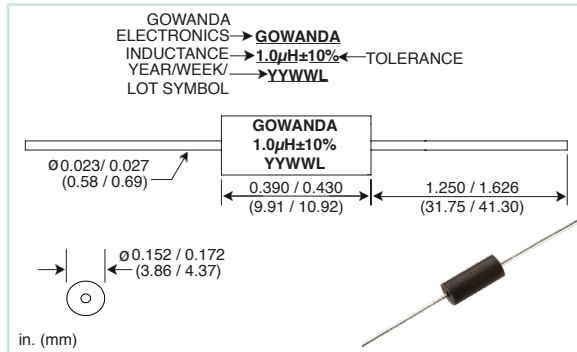 GOWANDA
ELECTRONICS GOWANDA
INDUCTANCE 1.0µH±10% TOLERANCE
YEAR/WEEK/ YYWWL
LOT SYMBOL
GOWANDA
1.0µH±10%
YYWWL
Ø0.023/ 0.027
(0.58 / 0.69)
0.390 / 0.430
(9.91 / 10.92)
1.250 / 1.626
(31.75 / 41.30)
Ø0.152 / 0.172
(3.86 / 4.37)
in. (mm)